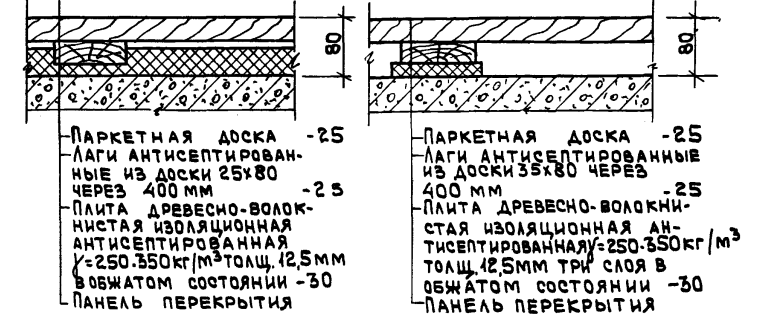 80
ПАРКЕТНАЯ ДОСКА -25
ЛАГИ АНТИСЕПТИРОВАН-
НЫЕ ИЗ ДОСКИ 25х80
ЧЕРЕЗ 400 ММ -25
ПЛИТА ДРЕВЕСНО-ВОЛОК-
НИСТАЯ ИЗОЛЯЦИОННАЯ
АНТИСЕПТИРОВАННАЯ
γ=250-350кг/м³ ТОЛЩ. 12,5ММ
В ОБЖАТОМ СОСТОЯНИИ -30
ПАНЕЛЬ ПЕРЕКРЫТИЯ
80
ПАРКЕТНАЯ ДОСКА -25
ЛАГИ АНТИСЕПТИРОВАННЫЕ
ИЗ ДОСКИ 35х80 ЧЕРЕЗ
400 ММ -25
ПЛИТА ДРЕВЕСНО-ВОЛОКНИ-
СТАЯ ИЗОЛЯЦИОННАЯ АН-
ТИСЕПТИРОВАННАЯ γ=250-350кг/м³
ТОЛЩ. 12,5ММ ТРИ СЛОЯ В
ОБЖАТОМ СОСТОЯНИИ -30
ПАНЕЛЬ ПЕРЕКРЫТИЯ